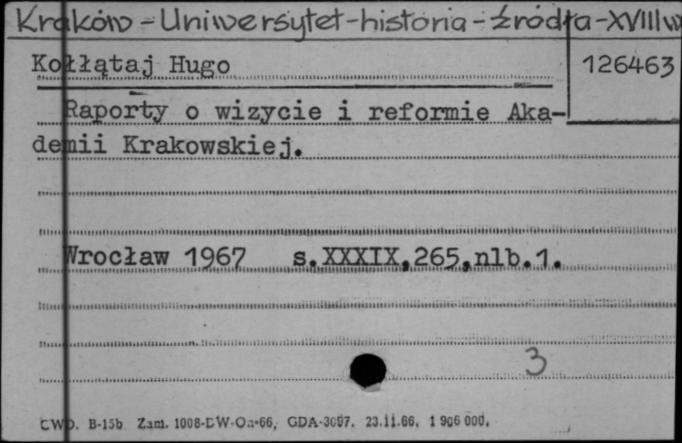 Kraków - Uniwersytet - historia - źródła - XVIII w
Kołłątaj Hugo
126463
Raporty o wizycie i reformie Aka-
demii Krakowskiej.
Wrocław 1967 s.XXXIX,265,nlb.1.
3
CWD. B-15b Zam. 1008-DW-Oa-66, GDA-3097. 23.11.66. 1 906 000.